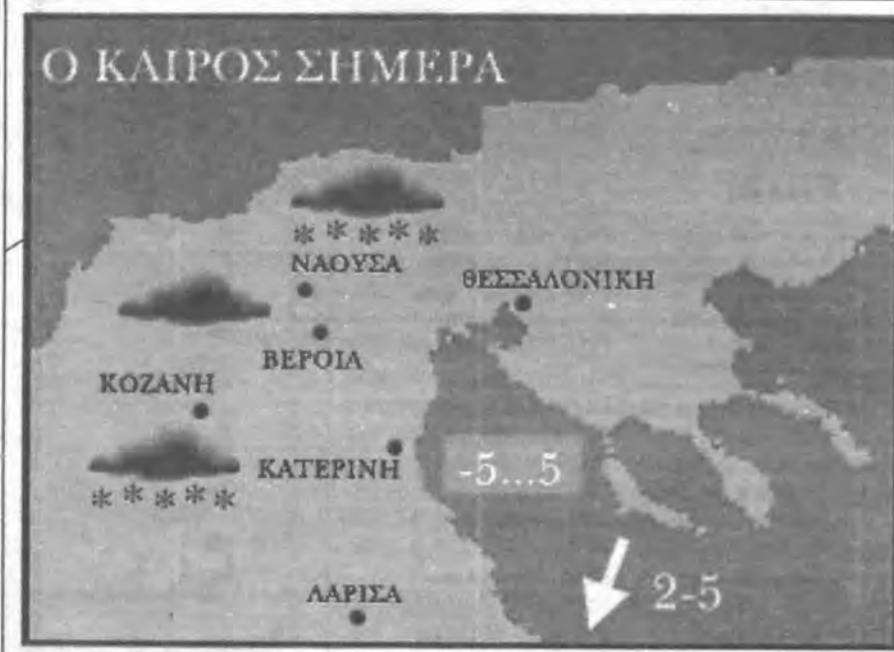 Ο ΚΑΙΡΟΣ ΣΗΜΕΡΑ
ΝΑΟΥΣΑ
ΘΕΣΣΑΛΟΝΙΚΗ
ΒΕΡΟΙΑ
ΚΟΖΑΝΗ
ΚΑΤΕΡΙΝΗ
-5...5
2-5
ΛΑΡΙΣΑ